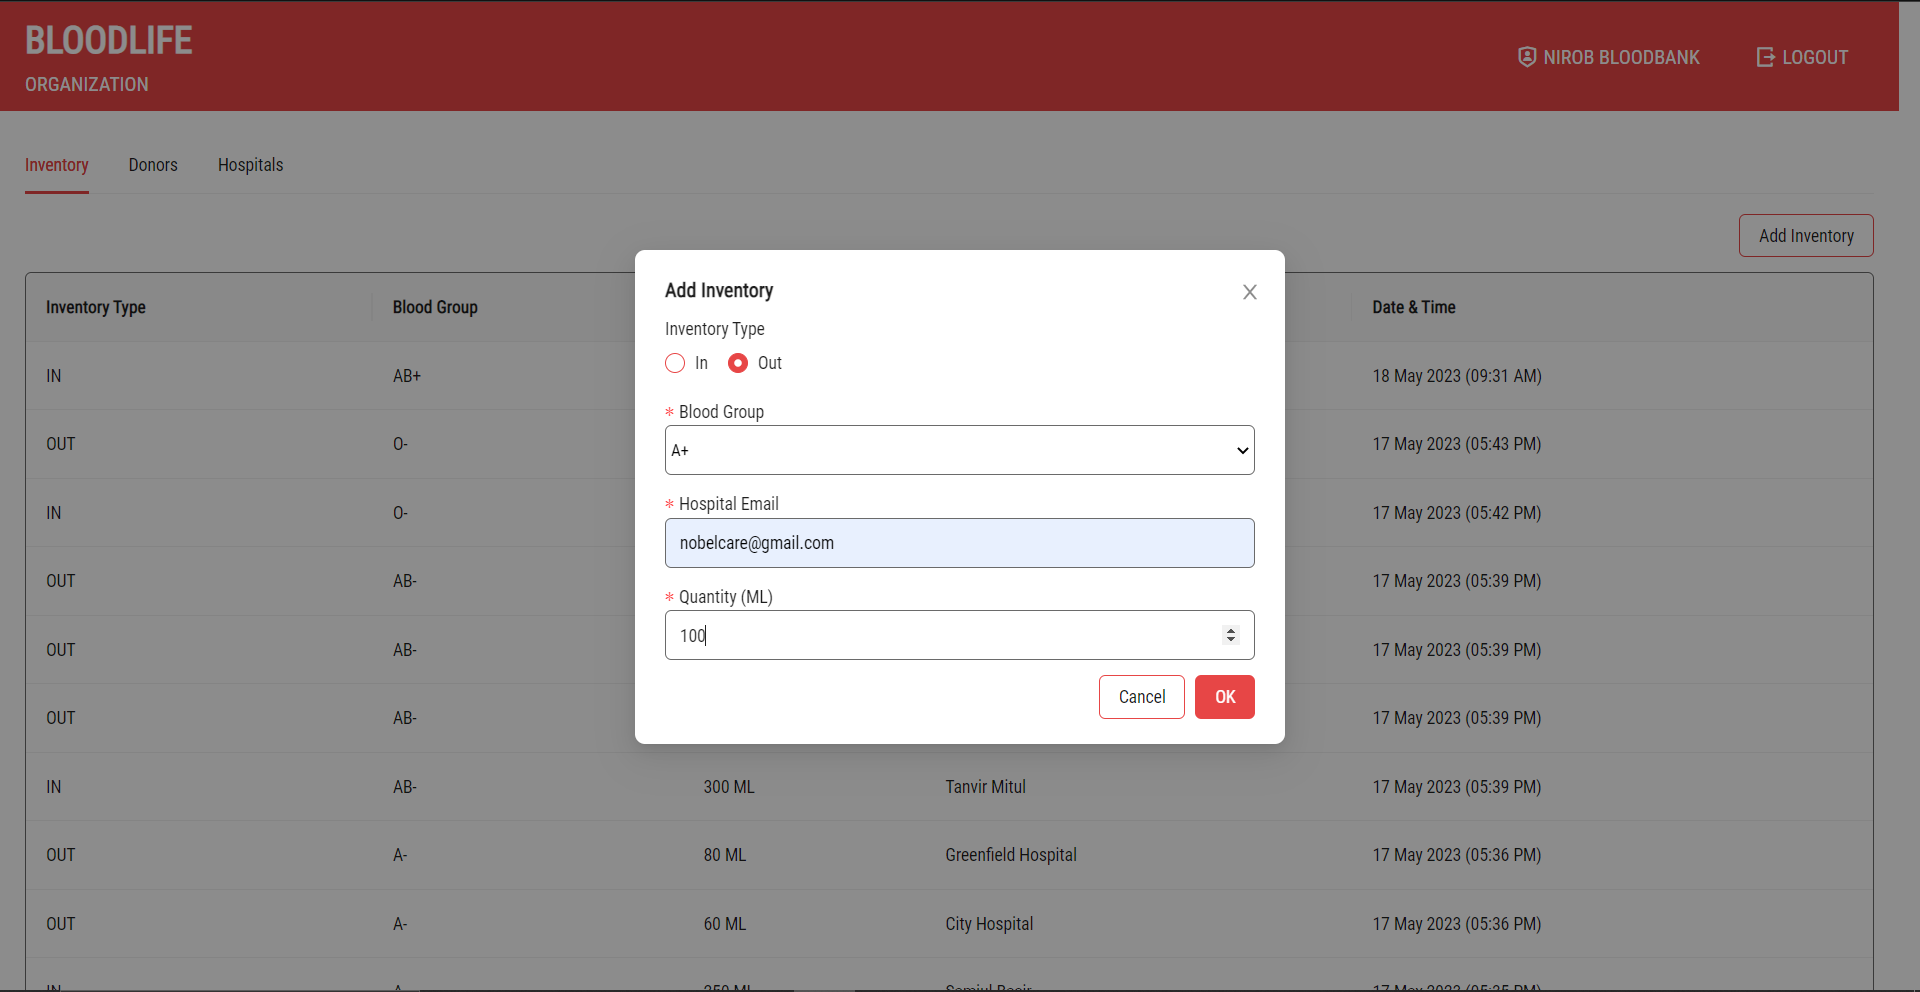 BLOODLIFE
ORGANIZATION
NIROB BLOODBANK
LOGOUT
Inventory Donors Hospitals
Add Inventory
Inventory Type Blood Group Date & Time
IN AB+ 18 May 2023 (09:31 AM)
OUT O- 17 May 2023 (05:43 PM)
IN O- 17 May 2023 (05:42 PM)
OUT AB- 17 May 2023 (05:39 PM)
OUT AB- 17 May 2023 (05:39 PM)
OUT AB- 17 May 2023 (05:39 PM)
IN AB- 300 ML Tanvir Mitul 17 May 2023 (05:39 PM)
OUT A- 80 ML Greenfield Hospital 17 May 2023 (05:36 PM)
OUT A- 60 ML City Hospital 17 May 2023 (05:36 PM)
Add Inventory
Inventory Type
In Out
* Blood Group
A+
* Hospital Email
nobelcare@gmail.com
* Quantity (ML)
100
Cancel OK